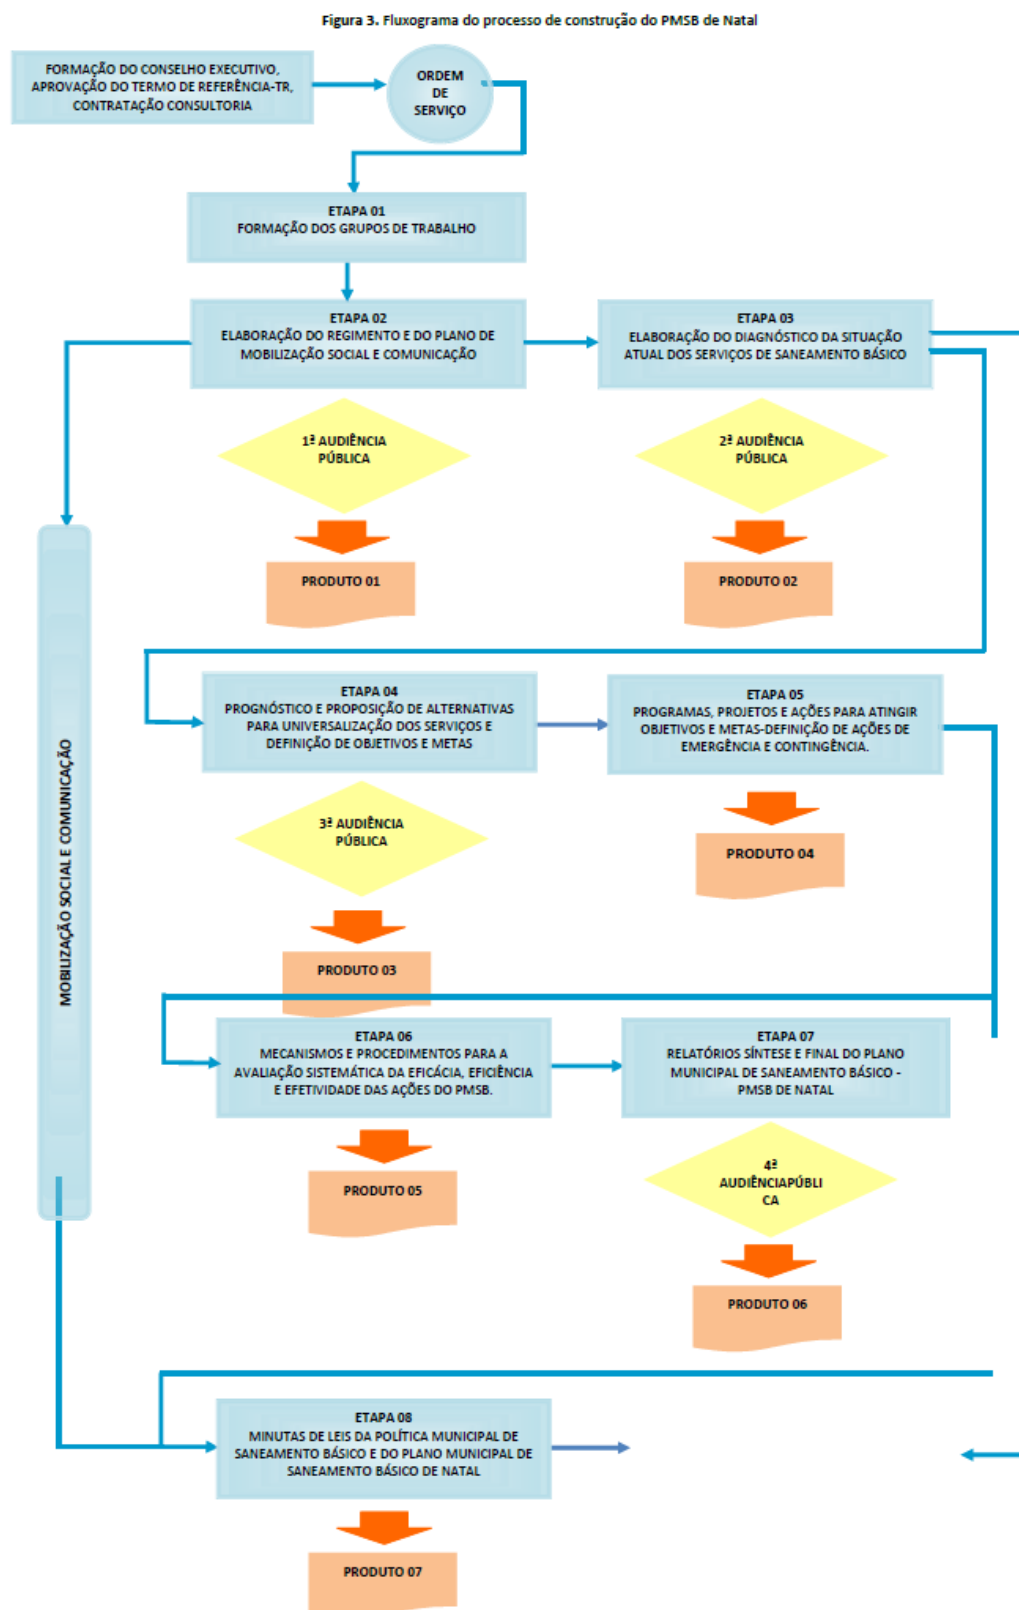 Figura 3. Fluxograma do processo de construção do PMSB de Natal
FORMAÇÃO DO CONSELHO EXECUTIVO,
APROVAÇÃO DO TERMO DE REFERÊNCIA-TR,
CONTRATAÇÃO CONSULTORIA
ORDEM
DE
SERVIÇO
ETAPA 01
FORMAÇÃO DOS GRUPOS DE TRABALHO
ETAPA 02
ELABORAÇÃO DO REGIMENTO E DO PLANO DE
MOBILIZAÇÃO SOCIAL E COMUNICAÇÃO
ETAPA 03
ELABORAÇÃO DO DIAGNÓSTICO DA SITUAÇÃO
ATUAL DOS SERVIÇOS DE SANEAMENTO BÁSICO
1ª AUDIÊNCIA
PÚBLICA
2ª AUDIÊNCIA
PÚBLICA
PRODUTO 01
PRODUTO 02
MOBILIZAÇÃO SOCIAL E COMUNICAÇÃO
ETAPA 04
PROGNÓSTICO E PROPOSIÇÃO DE ALTERNATIVAS
PARA UNIVERSALIZAÇÃO DOS SERVIÇOS E
DEFINIÇÃO DE OBJETIVOS E METAS
ETAPA 05
PROGRAMAS, PROJETOS E AÇÕES PARA ATINGIR
OBJETIVOS E METAS-DEFINIÇÃO DE AÇÕES DE
EMERGÊNCIA E CONTINGÊNCIA.
3ª AUDIÊNCIA
PÚBLICA
PRODUTO 04
PRODUTO 03
ETAPA 06
MECANISMOS E PROCEDIMENTOS PARA A
AVALIAÇÃO SISTEMÁTICA DA EFICÁCIA, EFICIÊNCIA
E EFETIVIDADE DAS AÇÕES DO PMSB.
ETAPA 07
RELATÓRIOS SÍNTESE E FINAL DO PLANO
MUNICIPAL DE SANEAMENTO BÁSICO -
PMSB DE NATAL
PRODUTO 05
4ª
AUDIÊNCIAPÚBLI
CA
PRODUTO 06
ETAPA 08
MINUTAS DE LEIS DA POLÍTICA MUNICIPAL DE
SANEAMENTO BÁSICO E DO PLANO MUNICIPAL DE
SANEAMENTO BÁSICO DE NATAL
PRODUTO 07